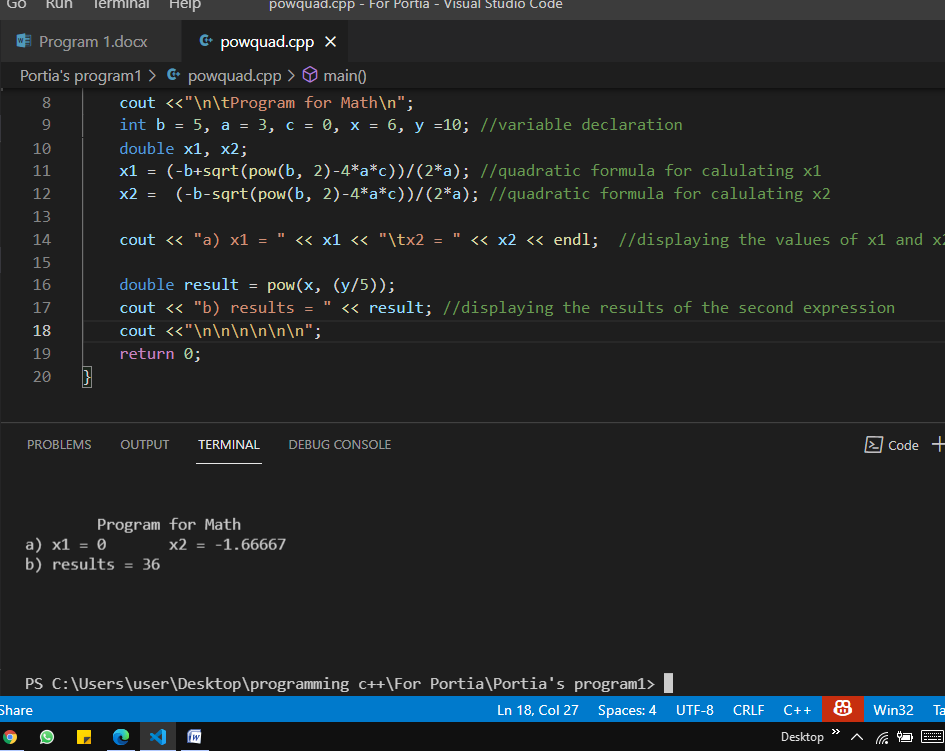 Go Run Terminal Help powquad.cpp - For Portia - Visual Studio Code
Program 1.docx powquad.cpp ×
Portia's program1 > powquad.cpp > main()
8 cout <<"\n\tProgram for Math\n";
9 int b = 5, a = 3, c = 0, x = 6, y =10; //variable declaration
10 double x1, x2;
11 x1 = (-b+sqrt(pow(b, 2)-4*a*c))/(2*a); //quadratic formula for calulating x1
12 x2 =  (-b-sqrt(pow(b, 2)-4*a*c))/(2*a); //quadratic formula for calulating x2
13
14 cout << "a) x1 = " << x1 << "\tx2 = " << x2 << endl;  //displaying the values of x1 and x2
15
16 double result = pow(x, (y/5));
17 cout << "b) results = " << result; //displaying the results of the second expression
18 cout <<"\n\n\n\n\n\n";
19 return 0;
20 }
PROBLEMS OUTPUT TERMINAL DEBUG CONSOLE Code
Program for Math
a) x1 = 0 x2 = -1.66667
b) results = 36
PS C:\Users\user\Desktop\programming c++\For Portia\Portia's program1>
Share Ln 18, Col 27 Spaces: 4 UTF-8 CRLF C++ Win32 Ta
Desktop